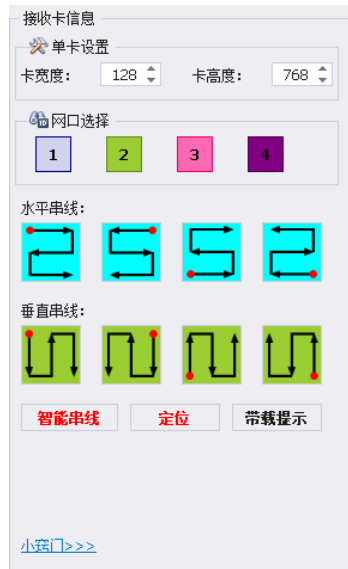 接收卡信息
单卡设置
卡宽度： 128 卡高度： 768
网口选择
1 2 3 4
水平串线：
垂直串线：
智能串线 定位 带载提示
小窍门>>>